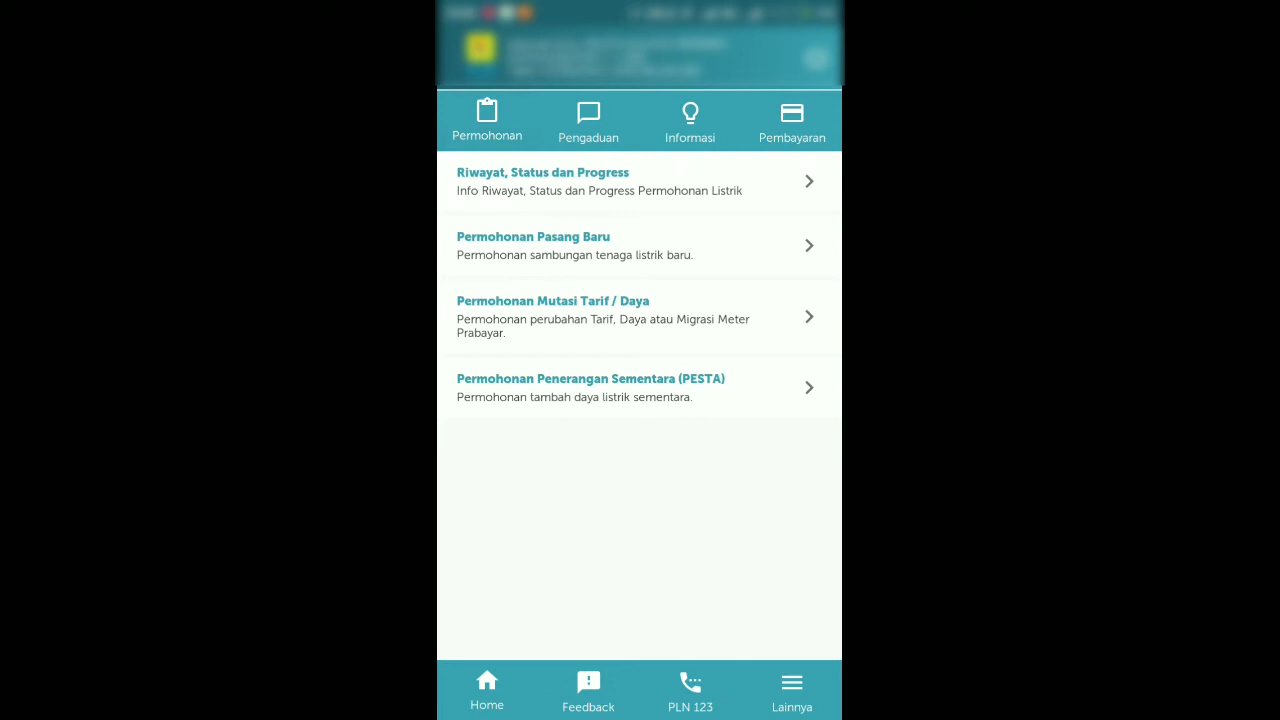 Permohonan
Pengaduan
Informasi
Pembayaran
Riwayat, Status dan Progress
Info Riwayat, Status dan Progress Permohonan Listrik
Permohonan Pasang Baru
Permohonan sambungan tenaga listrik baru.
Permohonan Mutasi Tarif / Daya
Permohonan perubahan Tarif, Daya atau Migrasi Meter
Prabayar.
Permohonan Penerangan Sementara (PESTA)
Permohonan tambah daya listrik sementara.
Home
Feedback
PLN 123
Lainnya